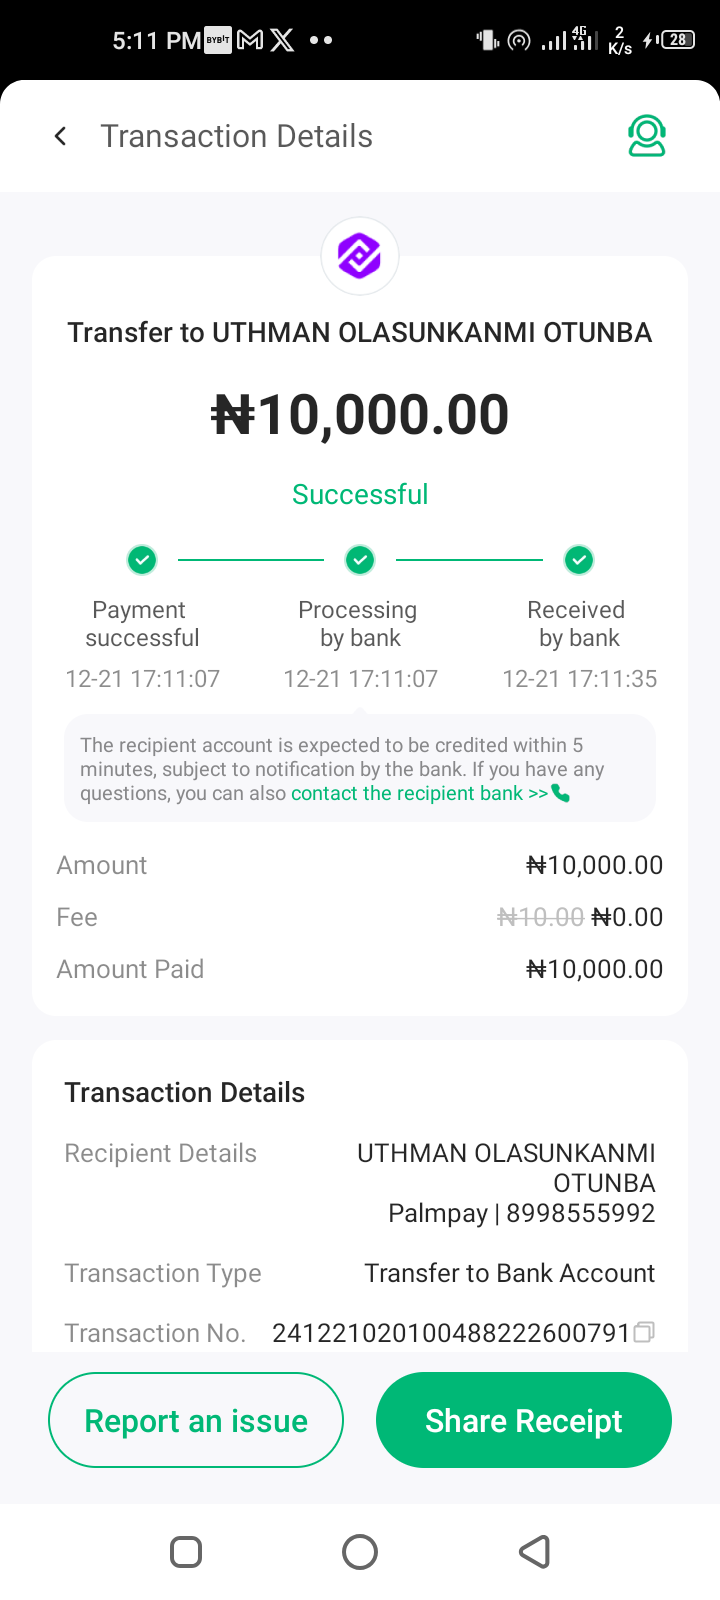 5:11 PM BYBIT 4G 2 K/s 28
Transaction Details
Transfer to UTHMAN OLASUNKANMI OTUNBA
₦10,000.00
Successful
Payment successful
Processing by bank
Received by bank
12-21 17:11:07
12-21 17:11:07
12-21 17:11:35
The recipient account is expected to be credited within 5
minutes, subject to notification by the bank. If you have any
questions, you can also contact the recipient bank >>
Amount ₦10,000.00
Fee ₦10.00 ₦0.00
Amount Paid ₦10,000.00
Transaction Details
Recipient Details UTHMAN OLASUNKANMI
OTUNBA
Palmpay | 8998555992
Transaction Type Transfer to Bank Account
Transaction No. 241221020100488222600791
Report an issue Share Receipt